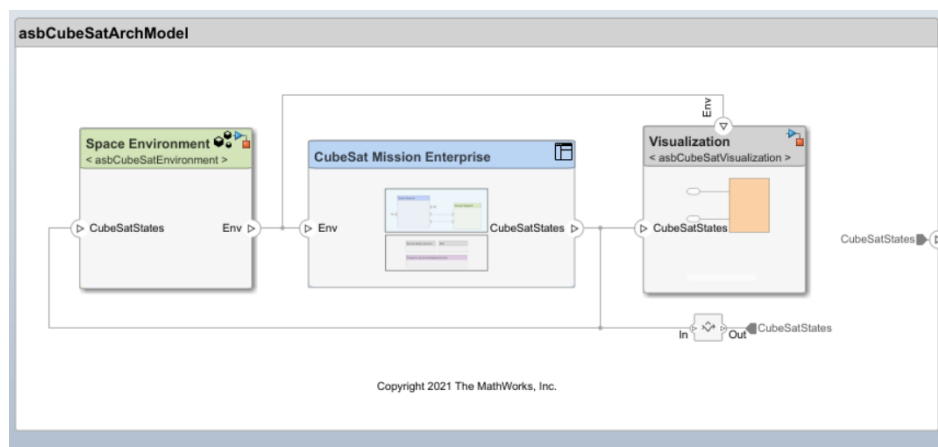 asbCubeSatArchModel
Env
Space Environment
< asbCubeSatEnvironment >
CubeSatStates
Env
CubeSat Mission Enterprise
Env
CubeSatStates
Visualization
< asbCubeSatVisualization >
CubeSatStates
CubeSatStates
In
Out
CubeSatStates
Copyright 2021 The MathWorks, Inc.